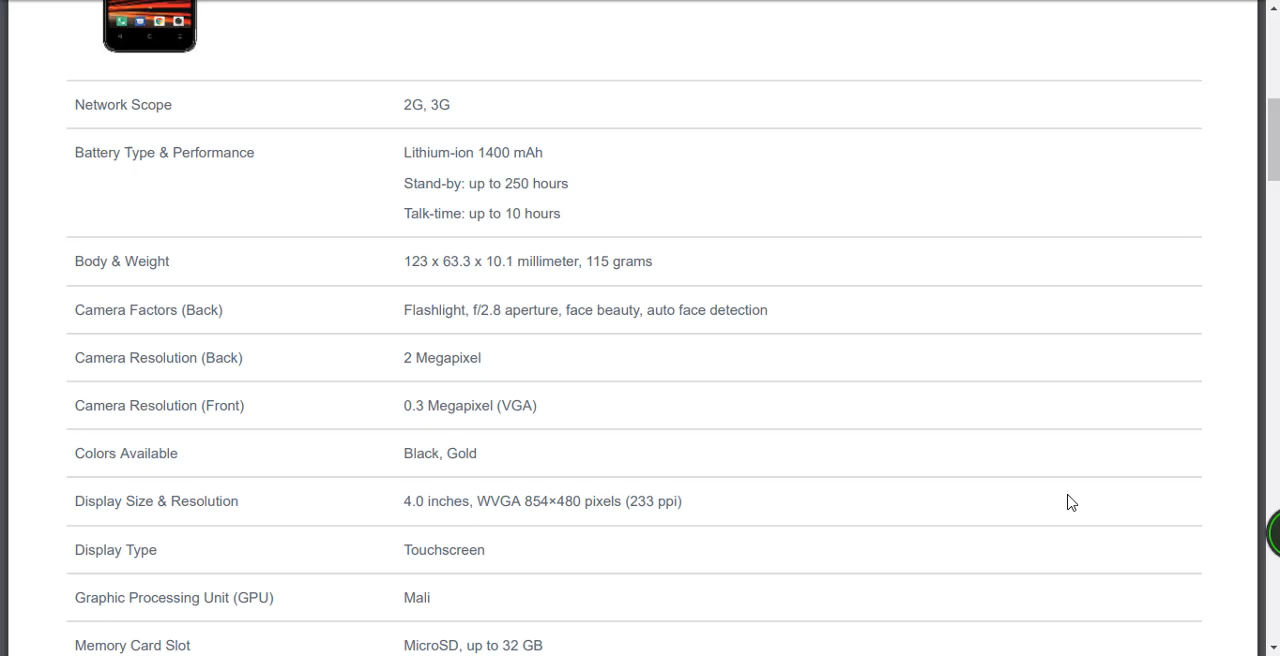 Network Scope 2G, 3G
Battery Type & Performance Lithium-ion 1400 mAh
Stand-by: up to 250 hours
Talk-time: up to 10 hours
Body & Weight 123 x 63.3 x 10.1 millimeter, 115 grams
Camera Factors (Back) Flashlight, f/2.8 aperture, face beauty, auto face detection
Camera Resolution (Back) 2 Megapixel
Camera Resolution (Front) 0.3 Megapixel (VGA)
Colors Available Black, Gold
Display Size & Resolution 4.0 inches, WVGA 854×480 pixels (233 ppi)
Display Type Touchscreen
Graphic Processing Unit (GPU) Mali
Memory Card Slot MicroSD, up to 32 GB